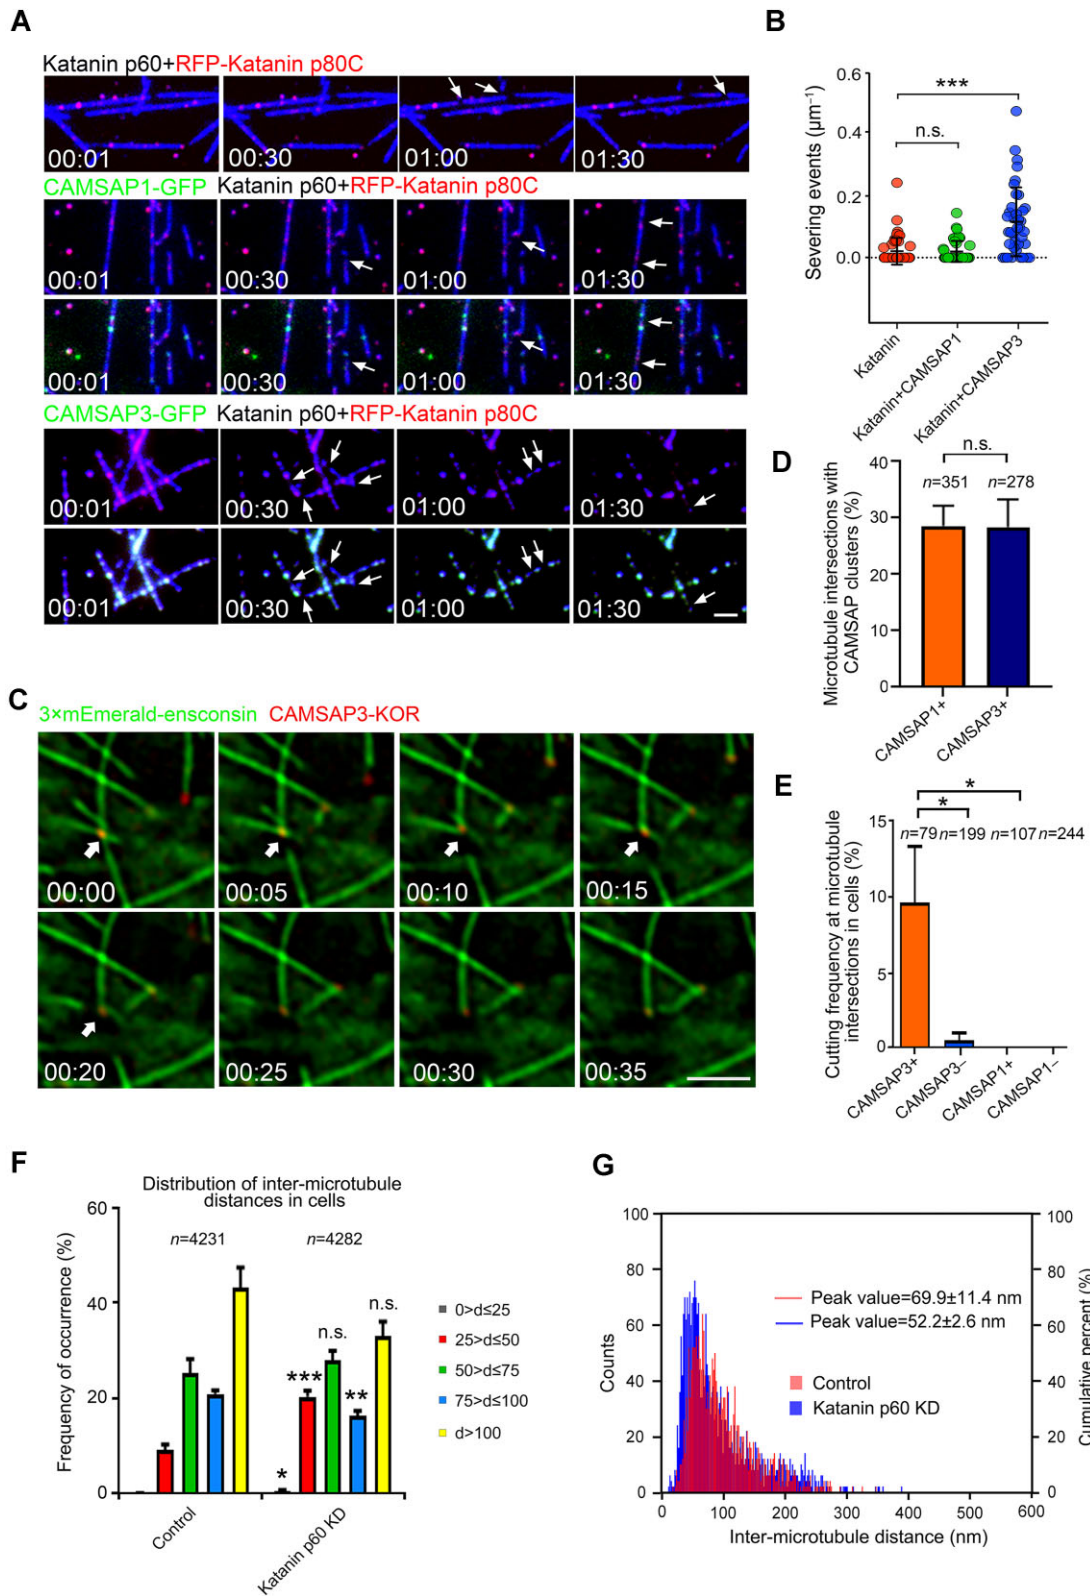 A
Katanin p60+RFP-Katanin p80C
00:01
00:30
01:00
01:30
CAMSAP1-GFP Katanin p60+RFP-Katanin p80C
00:01
00:30
01:00
01:30
00:01
00:30
01:00
01:30
CAMSAP3-GFP Katanin p60+RFP-Katanin p80C
00:01
00:30
01:00
01:30
00:01
00:30
01:00
01:30
B
Severing events (µm⁻¹)
0.6
0.4
0.2
0.0
***
n.s.
Katanin
Katanin+CAMSAP1
Katanin+CAMSAP3
C
3×mEmerald-ensconsin CAMSAP3-KOR
00:00
00:05
00:10
00:15
00:20
00:25
00:30
00:35
D
Microtubule intersections with
CAMSAP clusters (%)
40
30
20
10
0
n.s.
n=351
n=278
CAMSAP1+
CAMSAP3+
E
Cutting frequency at microtubule
intersections in cells (%)
15
10
5
0
*
*
n=79
n=199
n=107
n=244
CAMSAP3+
CAMSAP3–
CAMSAP1+
CAMSAP1–
F
Distribution of inter-microtubule
distances in cells
Frequency of occurrence (%)
60
40
20
0
n=4231
n=4282
*
***
n.s.
**
n.s.
Control
Katanin p60 KD
0>d≤25
25>d≤50
50>d≤75
75>d≤100
d>100
G
Counts
100
80
60
40
20
0
Peak value=69.9±11.4 nm
Peak value=52.2±2.6 nm
Control
Katanin p60 KD
100
80
60
40
20
0
Cumulative percent (%)
0
100
200
300
400
500
600
Inter-microtubule distance (nm)